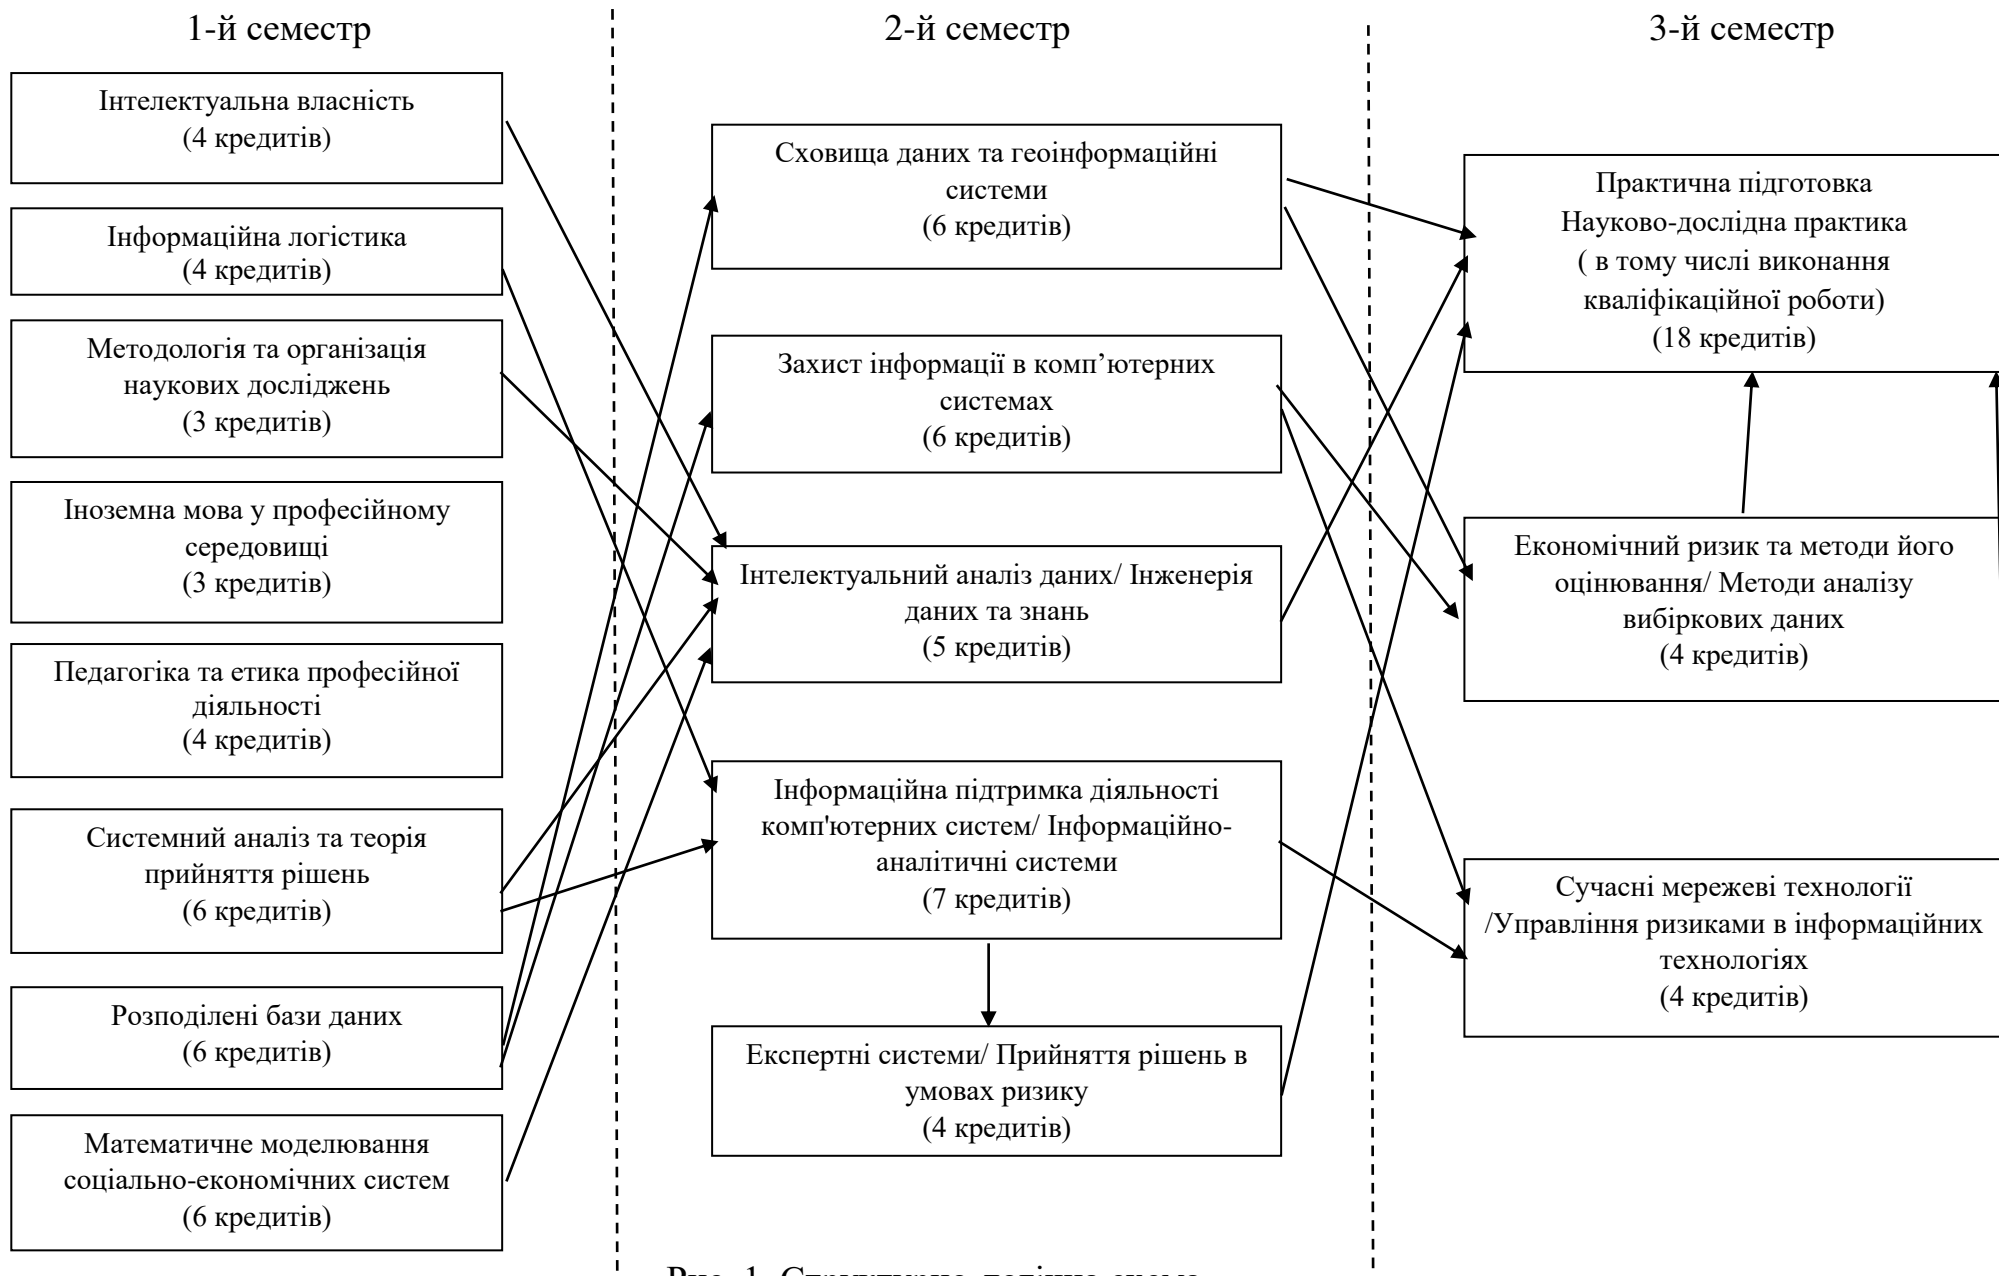 1-й семестр
2-й семестр
3-й семестр
Інтелектуальна власність
(4 кредитів)
Інформаційна логістика
(4 кредитів)
Методологія та організація
наукових досліджень
(3 кредитів)
Іноземна мова у професійному
середовищі
(3 кредитів)
Педагогіка та етика професійної
діяльності
(4 кредитів)
Системний аналіз та теорія
прийняття рішень
(6 кредитів)
Розподілені бази даних
(6 кредитів)
Математичне моделювання
соціально-економічних систем
(6 кредитів)
Сховища даних та геоінформаційні
системи
(6 кредитів)
Захист інформації в комп’ютерних
системах
(6 кредитів)
Інтелектуальний аналіз даних/ Інженерія
даних та знань
(5 кредитів)
Інформаційна підтримка діяльності
комп'ютерних систем/ Інформаційно-
аналітичні системи
(7 кредитів)
Експертні системи/ Прийняття рішень в
умовах ризику
(4 кредитів)
Практична підготовка
Науково-дослідна практика
( в тому числі виконання
кваліфікаційної роботи)
(18 кредитів)
Економічний ризик та методи його
оцінювання/ Методи аналізу
вибіркових даних
(4 кредитів)
Сучасні мережеві технології
/Управління ризиками в інформаційних
технологіях
(4 кредитів)
Рис. 1. Структурно-логічна схема